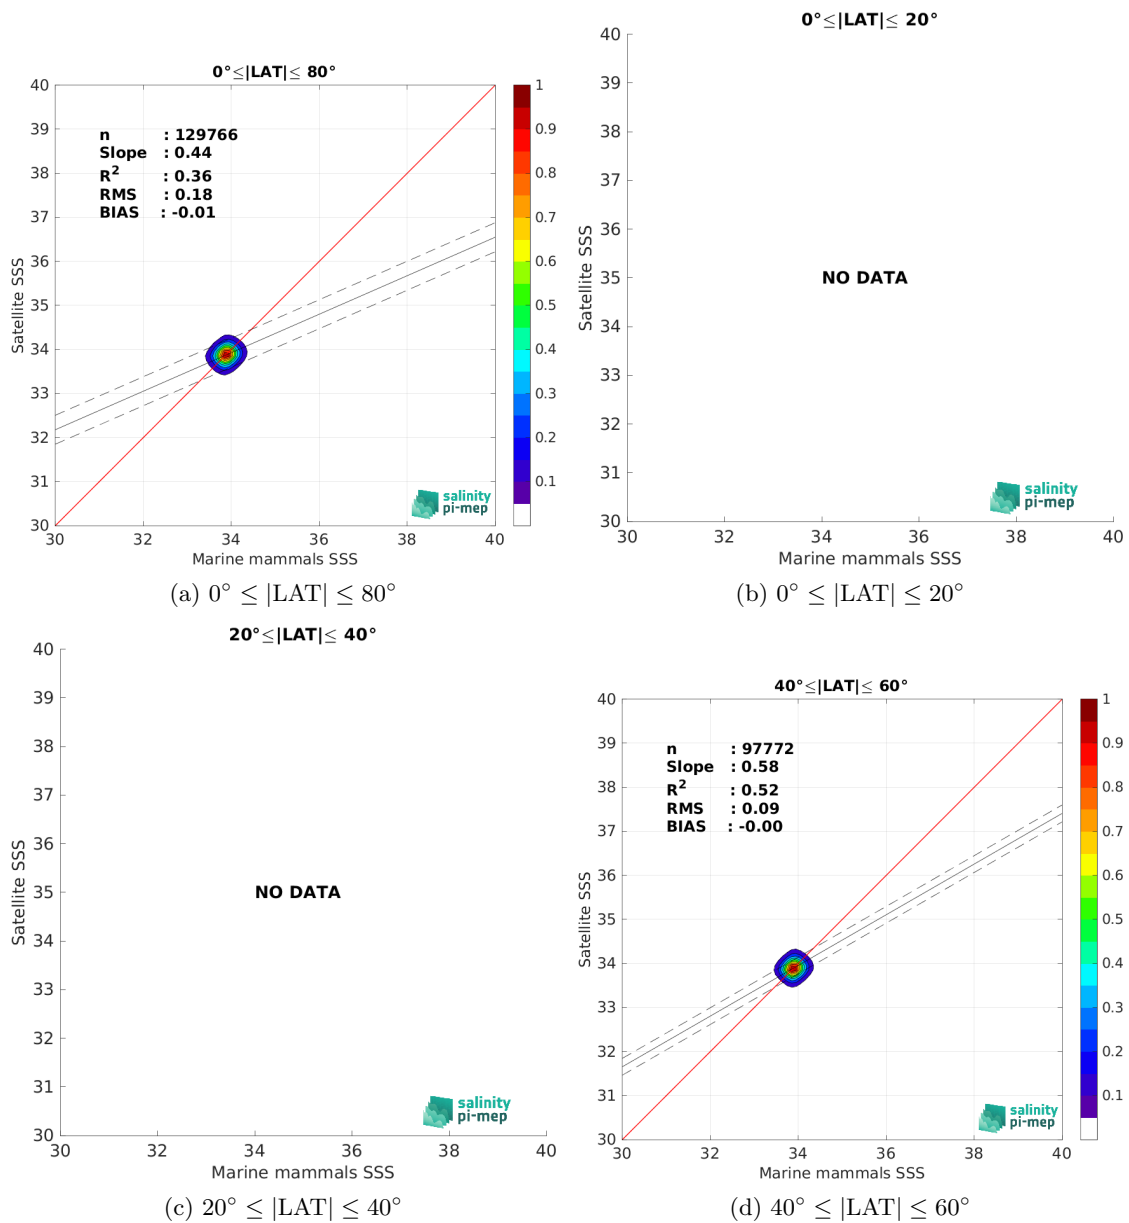 0°≤|LAT|≤ 80°
40
39
38
37
36
35
34
33
32
31
30
Satellite SSS
n : 129766
Slope : 0.44
R² : 0.36
RMS : 0.18
BIAS : -0.01
salinity
pi-mep
30 32 34 36 38 40
Marine mammals SSS
1
0.9
0.8
0.7
0.6
0.5
0.4
0.3
0.2
0.1
(a) 0° ≤ |LAT| ≤ 80°
0°≤|LAT|≤ 20°
40
39
38
37
36
35
34
33
32
31
30
Satellite SSS
NO DATA
salinity
pi-mep
30 32 34 36 38 40
Marine mammals SSS
(b) 0° ≤ |LAT| ≤ 20°
20°≤|LAT|≤ 40°
40
39
38
37
36
35
34
33
32
31
30
Satellite SSS
NO DATA
salinity
pi-mep
30 32 34 36 38 40
Marine mammals SSS
(c) 20° ≤ |LAT| ≤ 40°
40°≤|LAT|≤ 60°
40
39
38
37
36
35
34
33
32
31
30
Satellite SSS
n : 97772
Slope : 0.58
R² : 0.52
RMS : 0.09
BIAS : -0.00
salinity
pi-mep
30 32 34 36 38 40
Marine mammals SSS
1
0.9
0.8
0.7
0.6
0.5
0.4
0.3
0.2
0.1
(d) 40° ≤ |LAT| ≤ 60°